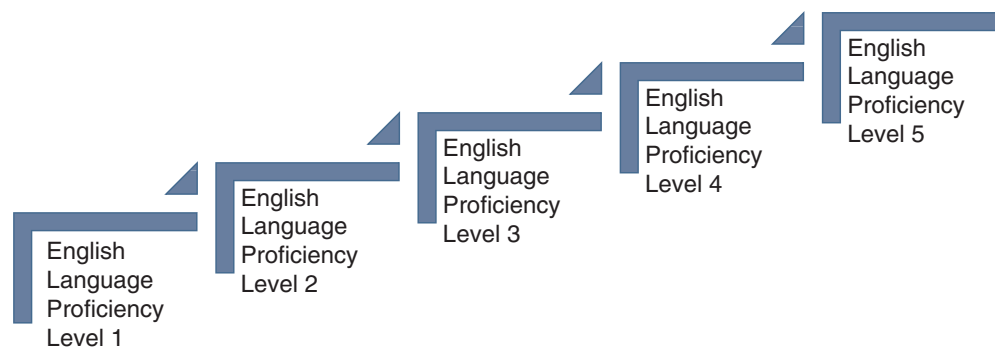 English
Language
Proficiency
Level 1
English
Language
Proficiency
Level 2
English
Language
Proficiency
Level 3
English
Language
Proficiency
Level 4
English
Language
Proficiency
Level 5